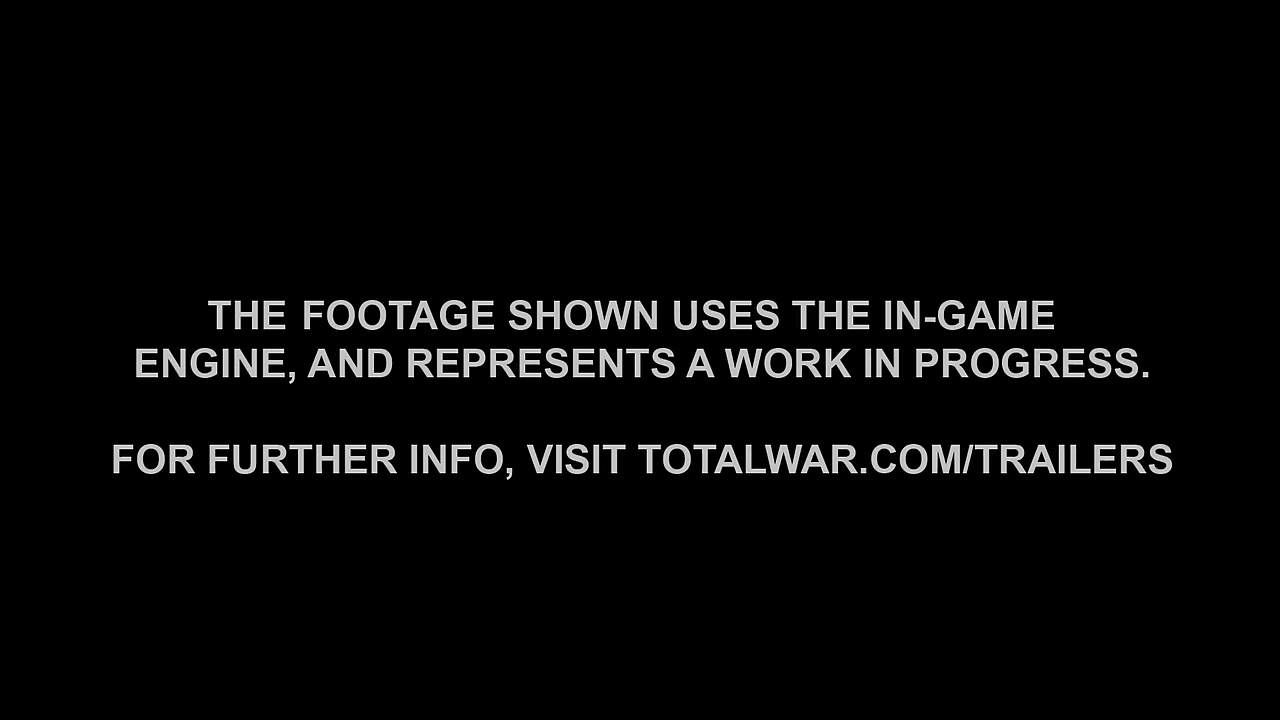 THE FOOTAGE SHOWN USES THE IN-GAME
ENGINE, AND REPRESENTS A WORK IN PROGRESS.
FOR FURTHER INFO, VISIT TOTALWAR.COM/TRAILERS